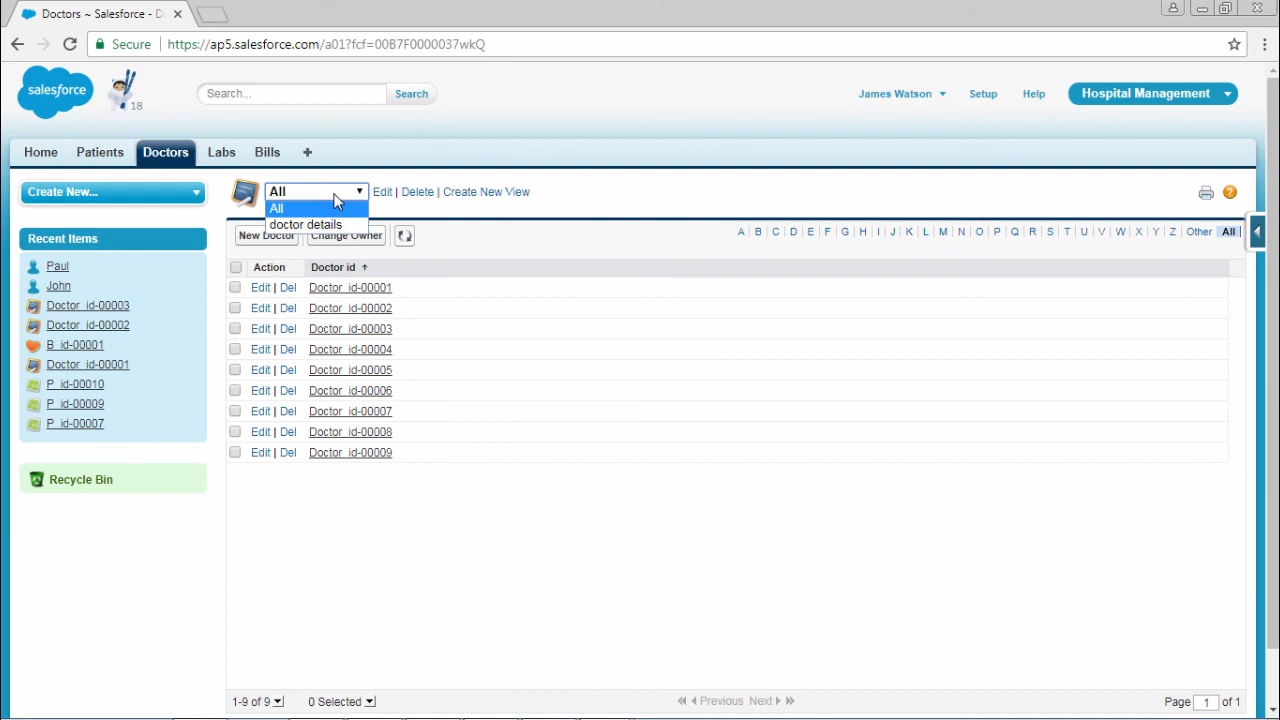 Doctors ~ Salesforce - D
Secure https://ap5.salesforce.com/a01?fcf=00B7F0000037wkQ
salesforce 18 Search... Search James Watson Setup Help Hospital Management
Home Patients Doctors Labs Bills +
Create New... All Edit | Delete | Create New View ?
All
doctor details
New Doctor Change Owner A | B | C | D | E | F | G | H | I | J | K | L | M | N | O | P | Q | R | S | T | U | V | W | X | Y | Z | Other | All |
Recent Items
Paul
John
Doctor_id-00003
Doctor_id-00002
B_id-00001
Doctor_id-00001
P_id-00010
P_id-00009
P_id-00007
Recycle Bin
Action Doctor id ↑
Edit | Del Doctor_id-00001
Edit | Del Doctor_id-00002
Edit | Del Doctor_id-00003
Edit | Del Doctor_id-00004
Edit | Del Doctor_id-00005
Edit | Del Doctor_id-00006
Edit | Del Doctor_id-00007
Edit | Del Doctor_id-00008
Edit | Del Doctor_id-00009
1-9 of 9 0 Selected Previous Next Page 1 of 1